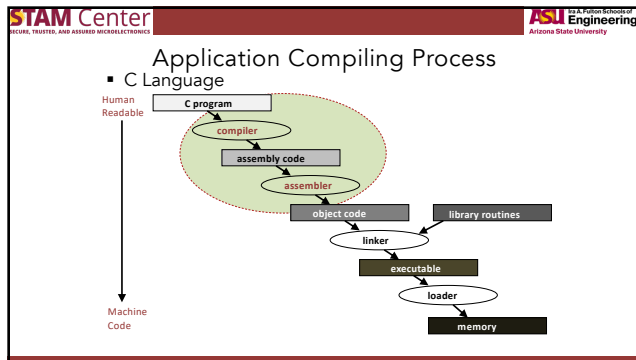 STAM Center
SECURE, TRUSTED, AND ASSURED MICROELECTRONICS
ASU Ira A. Fulton Schools of
Engineering
Arizona State University
Application Compiling Process
▪ C Language
Human
Readable
C program
compiler
assembly code
assembler
object code
library routines
linker
executable
loader
Machine
Code
memory